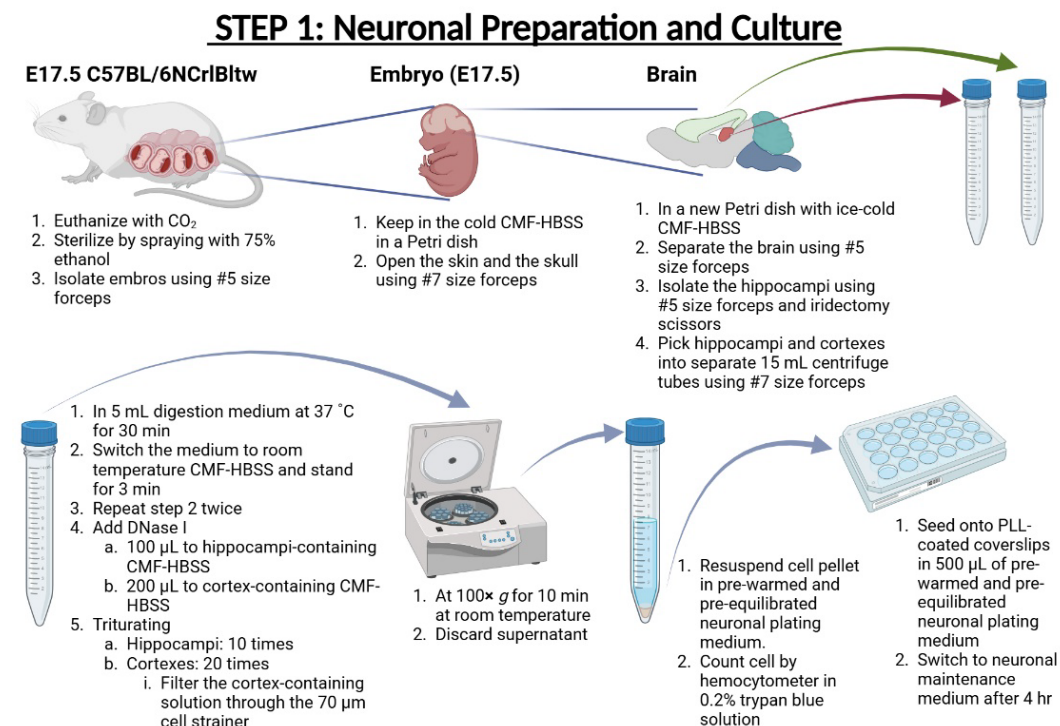 STEP 1: Neuronal Preparation and Culture
E17.5 C57BL/6NCrlBltw
1. Euthanize with CO₂
2. Sterilize by spraying with 75%
ethanol
3. Isolate embros using #5 size
forceps
Embryo (E17.5)
1. Keep in the cold CMF-HBSS
in a Petri dish
2. Open the skin and the skull
using #7 size forceps
Brain
1. In a new Petri dish with ice-cold
CMF-HBSS
2. Separate the brain using #5
size forceps
3. Isolate the hippocampi using
#5 size forceps and iridectomy
scissors
4. Pick hippocampi and cortexes
into separate 15 mL centrifuge
tubes using #7 size forceps
1. In 5 mL digestion medium at 37 ˚C
for 30 min
2. Switch the medium to room
temperature CMF-HBSS and stand
for 3 min
3. Repeat step 2 twice
4. Add DNase I
a. 100 µL to hippocampi-containing
CMF-HBSS
b. 200 µL to cortex-containing CMF-
HBSS
5. Triturating
a. Hippocampi: 10 times
b. Cortexes: 20 times
i. Filter the cortex-containing
solution through the 70 µm
cell strainer
1. At 100× g for 10 min
at room temperature
2. Discard supernatant
1. Resuspend cell pellet
in pre-warmed and
pre-equilibrated
neuronal plating
medium.
2. Count cell by
hemocytometer in
0.2% trypan blue
solution
1. Seed onto PLL-
coated coverslips
in 500 µL of pre-
warmed and pre-
equilibrated
neuronal plating
medium
2. Switch to neuronal
maintenance
medium after 4 hr